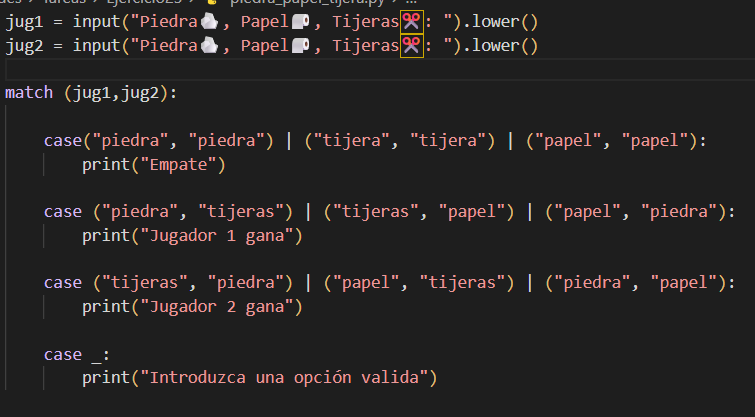 Tareas > Ejercicio25 > piedra_papel_tijera.py > ...
jug1 = input("Piedra🪨, Papel🧻, Tijeras✂️: ").lower()
jug2 = input("Piedra🪨, Papel🧻, Tijeras✂️: ").lower()
match (jug1,jug2):
case("piedra", "piedra") | ("tijera", "tijera") | ("papel", "papel"):
print("Empate")
case ("piedra", "tijeras") | ("tijeras", "papel") | ("papel", "piedra"):
print("Jugador 1 gana")
case ("tijeras", "piedra") | ("papel", "tijeras") | ("piedra", "papel"):
print("Jugador 2 gana")
case _:
print("Introduzca una opción valida")